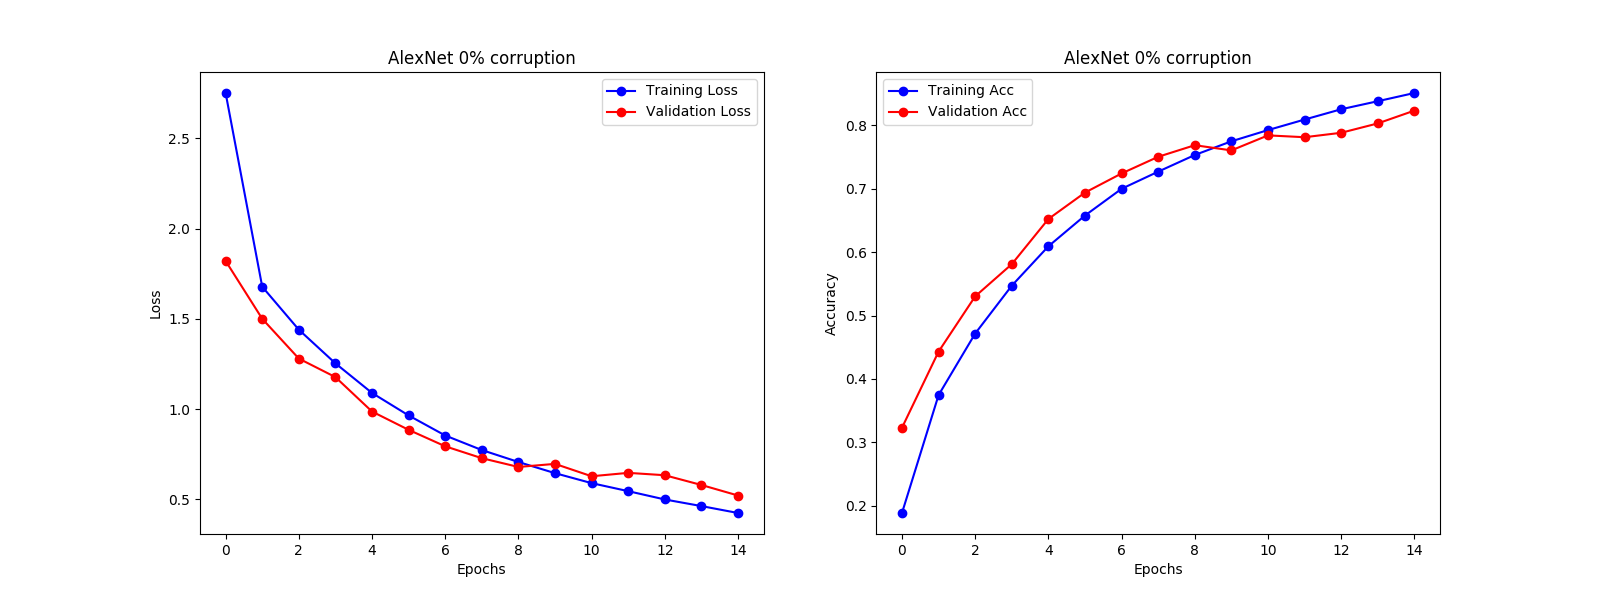 AlexNet 0% corruption
Training Loss
Validation Loss
2.5
2.0
1.5
1.0
0.5
Loss
0 2 4 6 8 10 12 14
Epochs
AlexNet 0% corruption
Training Acc
Validation Acc
0.8
0.7
0.6
0.5
0.4
0.3
0.2
Accuracy
0 2 4 6 8 10 12 14
Epochs